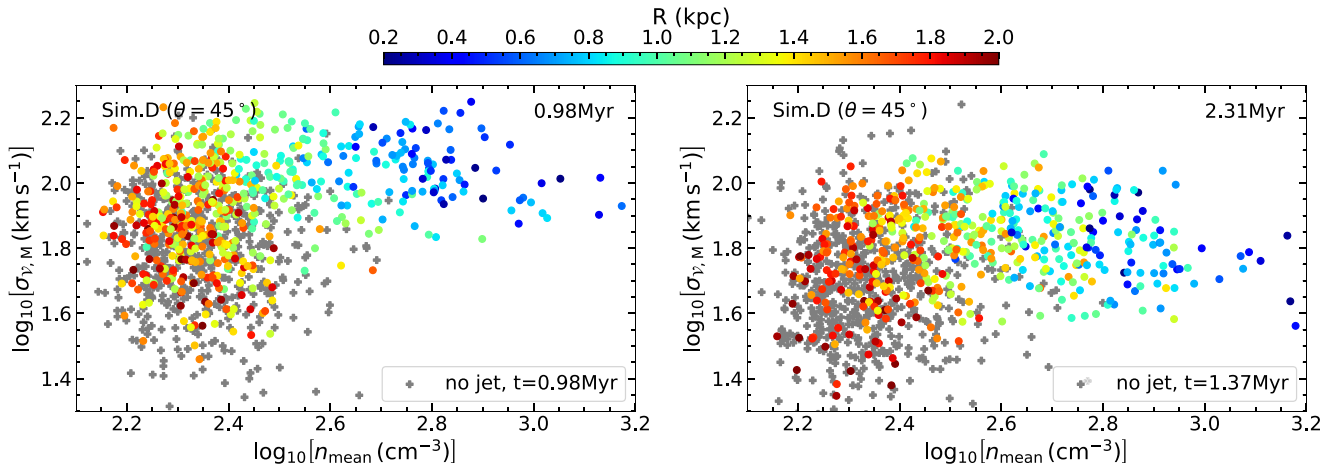 R (kpc)
0.2 0.4 0.6 0.8 1.0 1.2 1.4 1.6 1.8 2.0
Sim.D (θ = 45°) 0.98Myr
2.2
2.0
1.8
1.6
1.4
log₁₀[σ_𝒱,M (km s⁻¹)]
no jet, t=0.98Myr
2.2 2.4 2.6 2.8 3.0 3.2
log₁₀[n_mean (cm⁻³)]
Sim.D (θ = 45°) 2.31Myr
2.2
2.0
1.8
1.6
1.4
log₁₀[σ_𝒱,M (km s⁻¹)]
no jet, t=1.37Myr
2.2 2.4 2.6 2.8 3.0 3.2
log₁₀[n_mean (cm⁻³)]